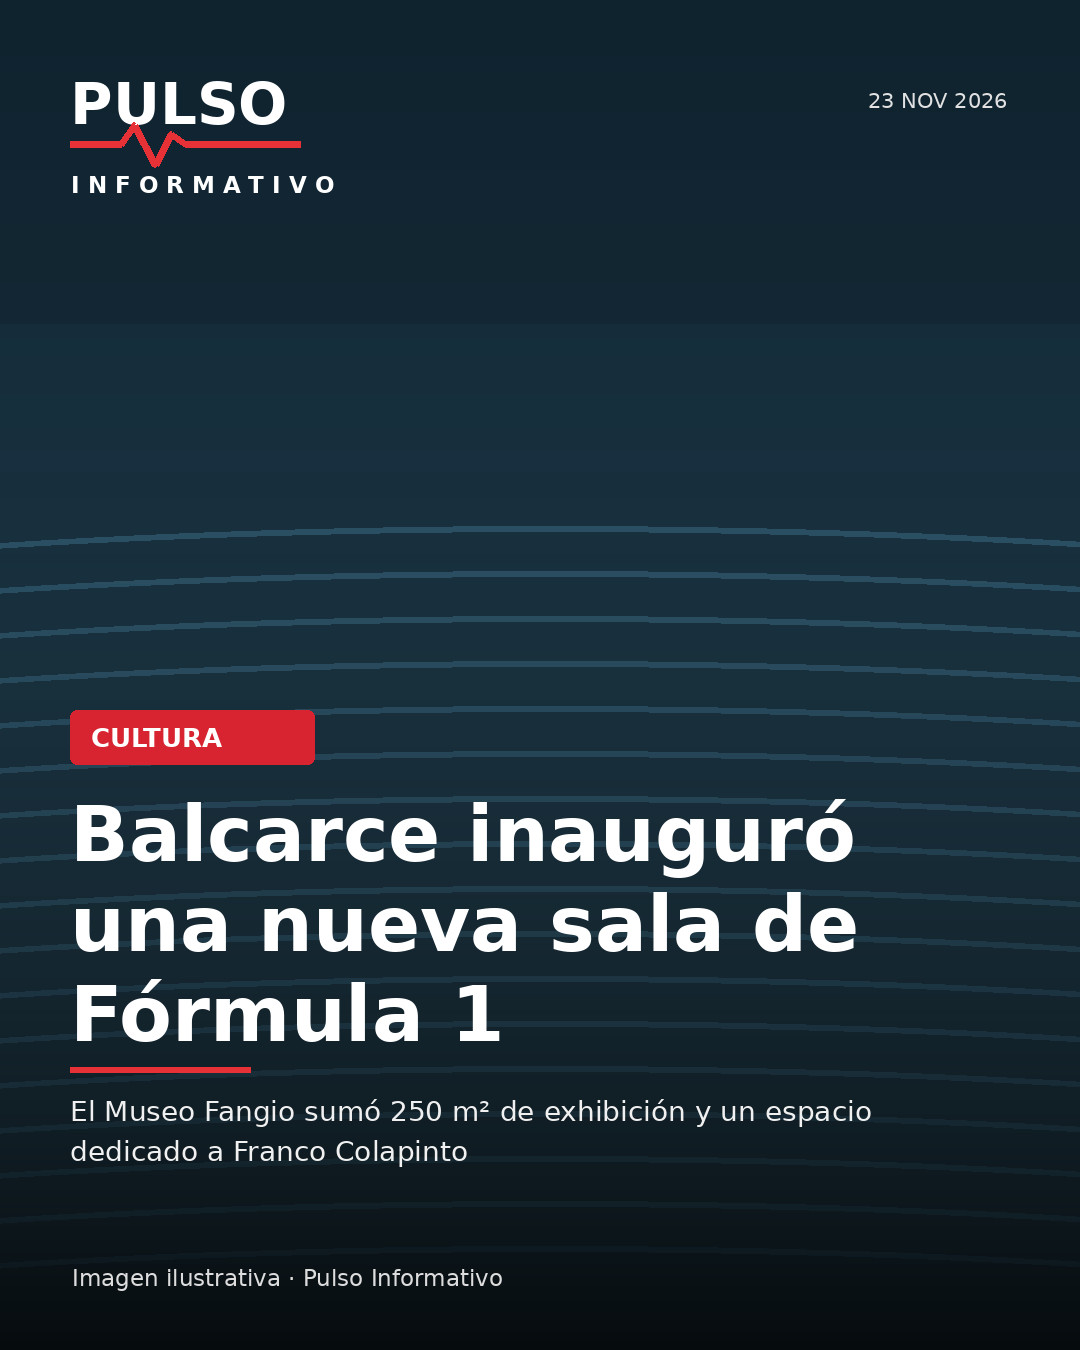 PULSO
23 NOV 2026
INFORMATIVO
CULTURA
Balcarce inauguró
una nueva sala de
Fórmula 1
El Museo Fangio sumó 250 m² de exhibición y un espacio
dedicado a Franco Colapinto
Imagen ilustrativa · Pulso Informativo